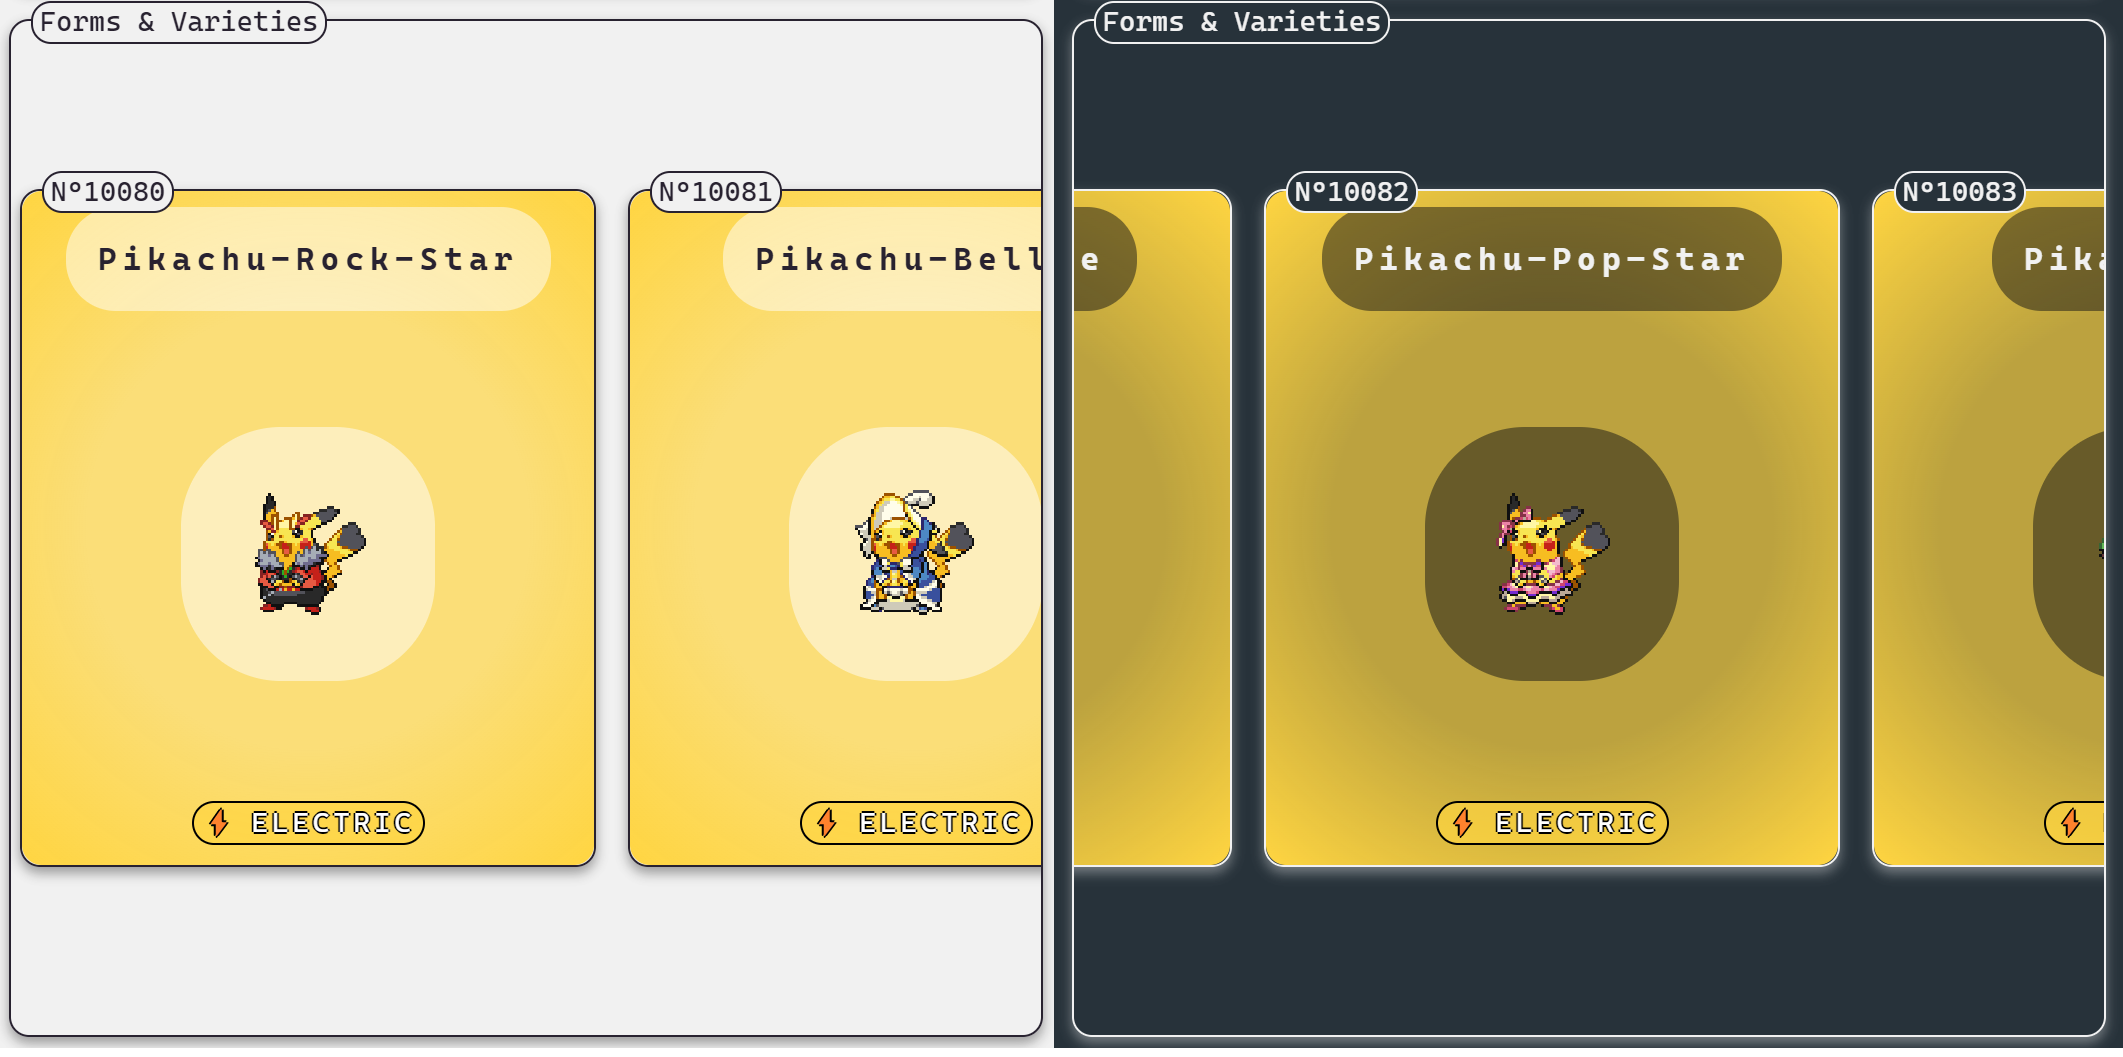 Forms & Varieties
N°10080
Pikachu-Rock-Star
ELECTRIC
N°10081
Pikachu-Bell
ELECTRIC
Forms & Varieties
e
N°10082
Pikachu-Pop-Star
ELECTRIC
N°10083
Pika